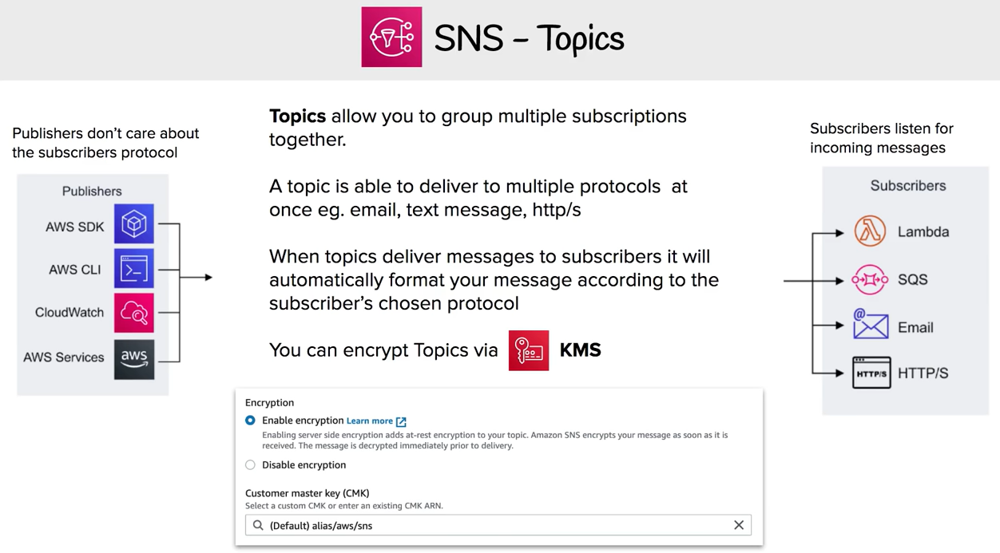 SNS – Topics
Publishers don’t care about
the subscribers protocol
Publishers
AWS SDK
AWS CLI
CloudWatch
AWS Services
aws
Topics allow you to group multiple subscriptions
together.
A topic is able to deliver to multiple protocols at
once eg. email, text message, http/s
When topics deliver messages to subscribers it will
automatically format your message according to the
subscriber’s chosen protocol
You can encrypt Topics via KMS
Encryption
Enable encryption Learn more
Enabling server side encryption adds at-rest encryption to your topic. Amazon SNS encrypts your message as soon as it is
received. The message is decrypted immediately prior to delivery.
Disable encryption
Customer master key (CMK)
Select a custom CMK or enter an existing CMK ARN.
(Default) alias/aws/sns
Subscribers listen for
incoming messages
Subscribers
Lambda
SQS
@ Email
HTTP/S HTTP/S